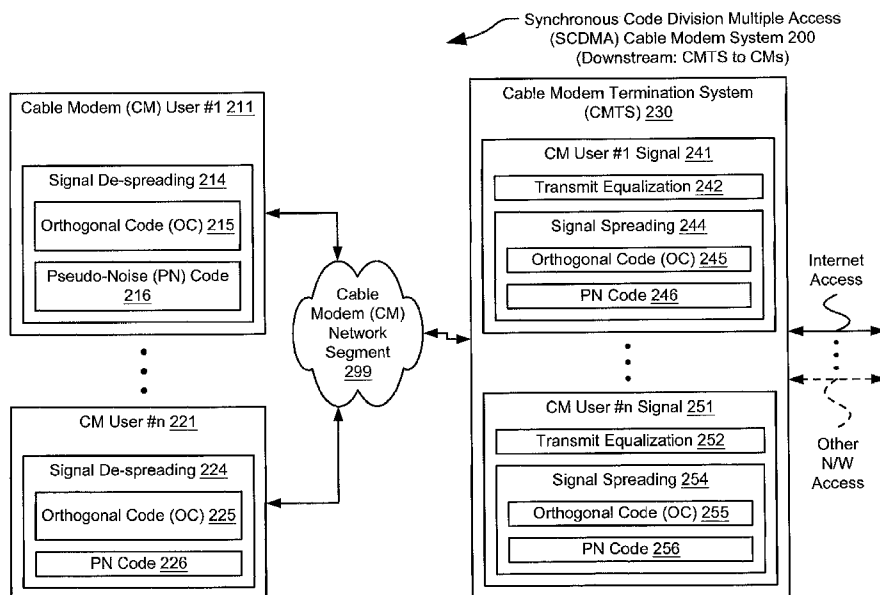 Synchronous Code Division Multiple Access
(SCDMA) Cable Modem System 200
(Downstream: CMTS to CMs)
Cable Modem (CM) User #1 211
Signal De-spreading 214
Orthogonal Code (OC) 215
Pseudo-Noise (PN) Code
216
CM User #n 221
Signal De-spreading 224
Orthogonal Code (OC) 225
PN Code 226
Cable
Modem (CM)
Network
Segment
299
Cable Modem Termination System
(CMTS) 230
CM User #1 Signal 241
Transmit Equalization 242
Signal Spreading 244
Orthogonal Code (OC) 245
PN Code 246
CM User #n Signal 251
Transmit Equalization 252
Signal Spreading 254
Orthogonal Code (OC) 255
PN Code 256
Internet
Access
Other
N/W
Access